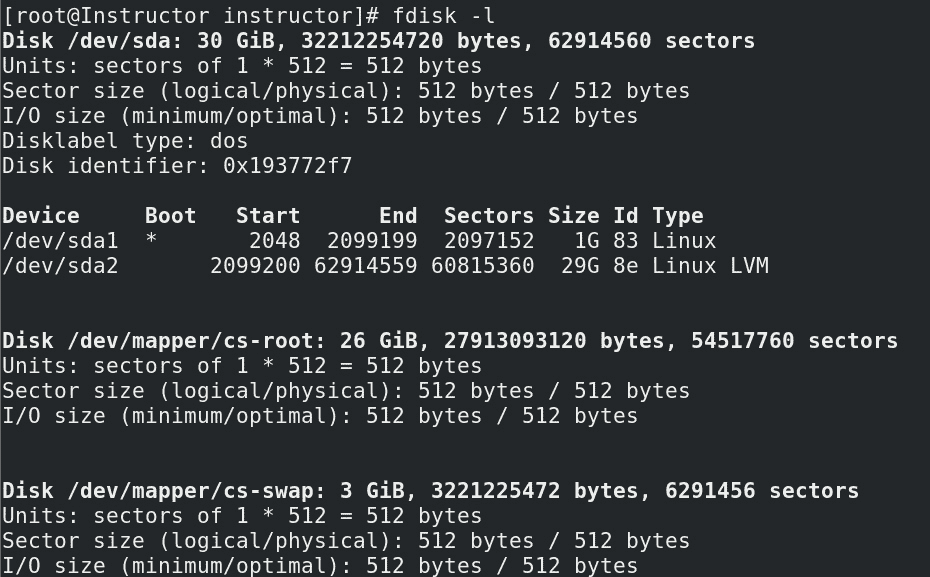 [root@Instructor instructor]# fdisk -l
Disk /dev/sda: 30 GiB, 32212254720 bytes, 62914560 sectors
Units: sectors of 1 * 512 = 512 bytes
Sector size (logical/physical): 512 bytes / 512 bytes
I/O size (minimum/optimal): 512 bytes / 512 bytes
Disklabel type: dos
Disk identifier: 0x193772f7
Device     Boot   Start      End  Sectors Size Id Type
/dev/sda1  *       2048  2099199  2097152   1G 83 Linux
/dev/sda2       2099200 62914559 60815360  29G 8e Linux LVM
Disk /dev/mapper/cs-root: 26 GiB, 27913093120 bytes, 54517760 sectors
Units: sectors of 1 * 512 = 512 bytes
Sector size (logical/physical): 512 bytes / 512 bytes
I/O size (minimum/optimal): 512 bytes / 512 bytes
Disk /dev/mapper/cs-swap: 3 GiB, 3221225472 bytes, 6291456 sectors
Units: sectors of 1 * 512 = 512 bytes
Sector size (logical/physical): 512 bytes / 512 bytes
I/O size (minimum/optimal): 512 bytes / 512 bytes